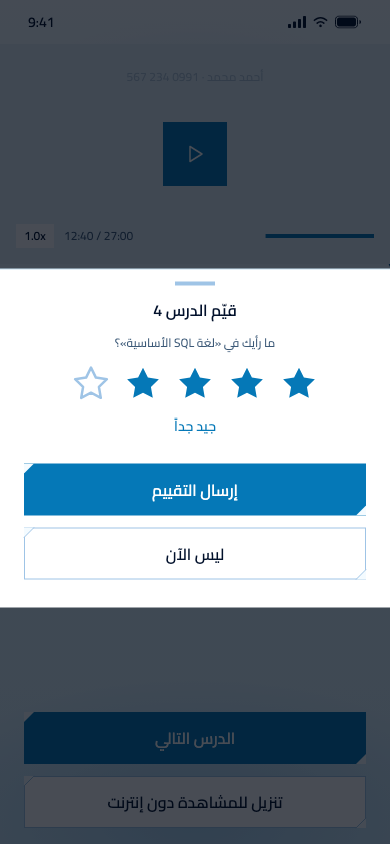 9:41
أحمد محمد · 0991 234 567
1.0x
12:40 / 27:00
قيّم الدرس 4
ما رأيك في «لغة SQL الأساسية»؟
جيد جداً
إرسال التقييم
ليس الآن
الدرس التالي
تنزيل للمشاهدة دون إنترنت